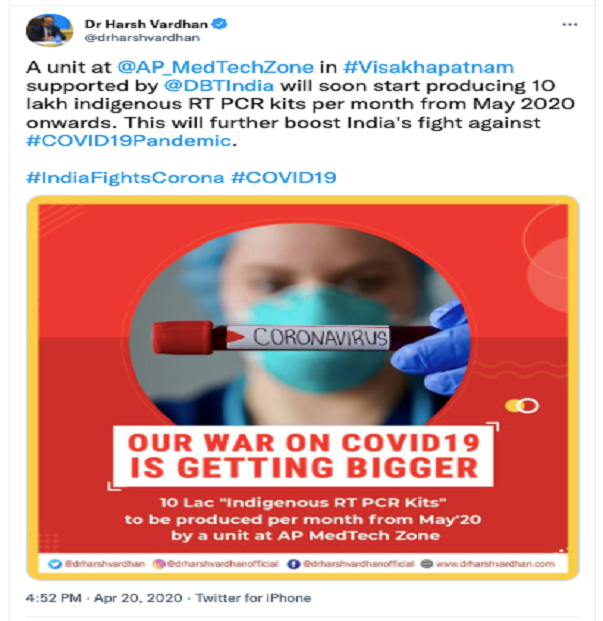 Dr Harsh Vardhan
@drharshvardhan
A unit at @AP_MedTechZone in #Visakhapatnam
supported by @DBTIndia will soon start producing 10
lakh indigenous RT PCR kits per month from May 2020
onwards. This will further boost India's fight against
#COVID19Pandemic.
#IndiaFightsCorona #COVID19
CORONAVIRUS
OUR WAR ON COVID19
IS GETTING BIGGER
10 Lac "Indigenous RT PCR Kits"
to be produced per month from May'20
by a unit at AP MedTech Zone
@drharshvardhan @drharshvardhanofficial @drharshvardhanofficial www.drharshvardhan.com
4:52 PM · Apr 20, 2020 · Twitter for iPhone